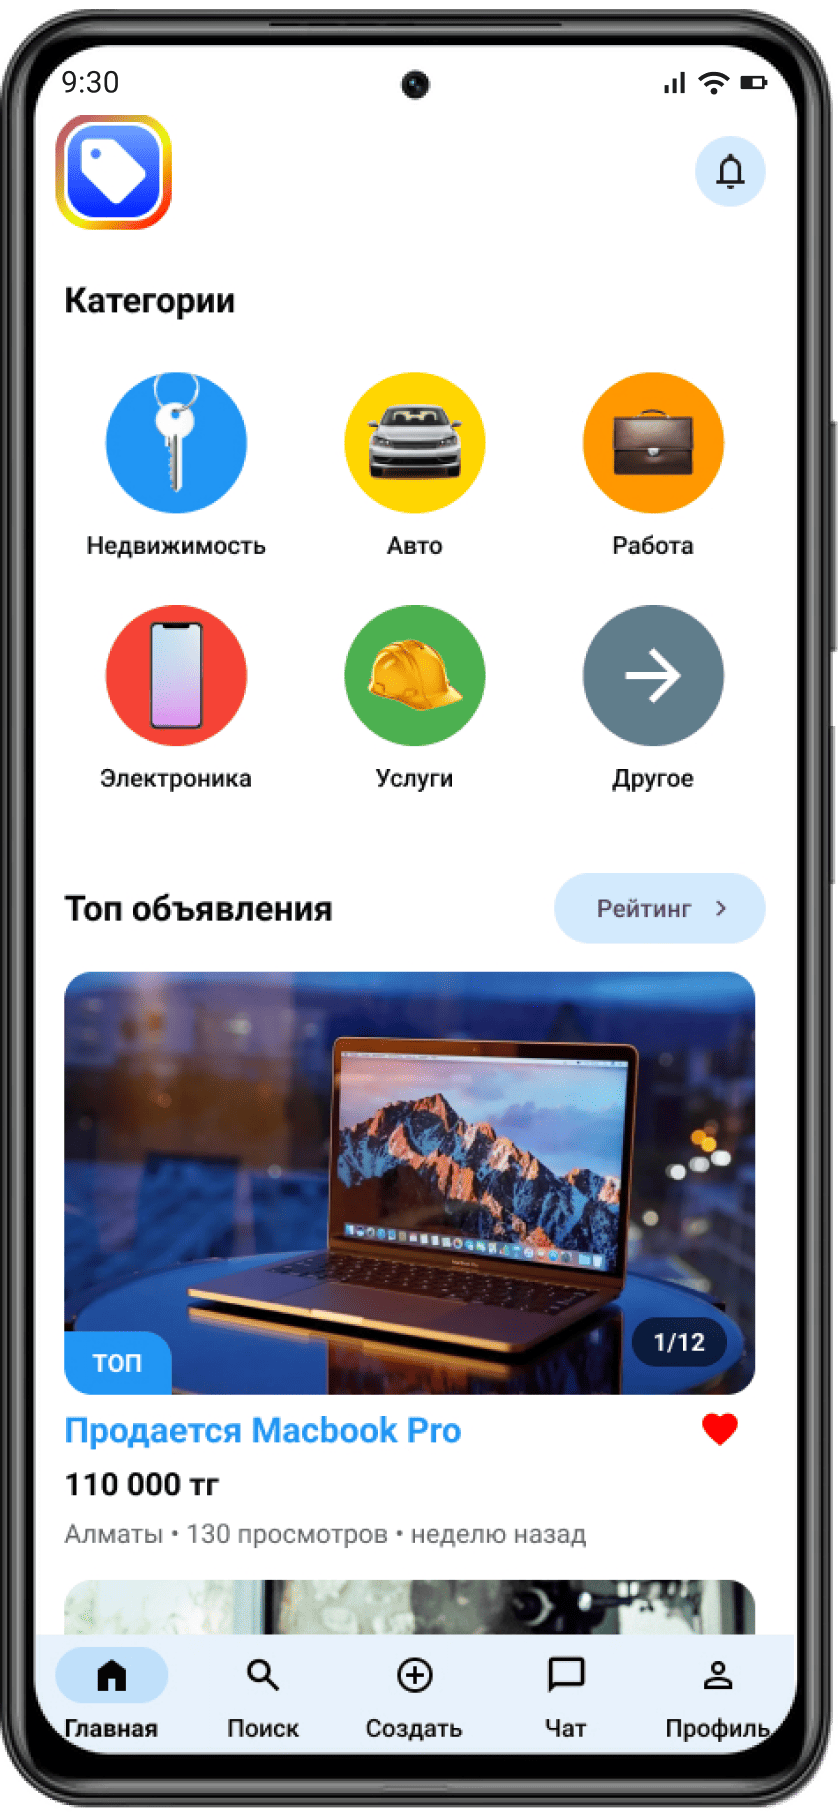 9:30
Категории
Недвижимость
Авто
Работа
Электроника
Услуги
Другое
Топ объявления
Рейтинг
1/12
ТОП
Продается Macbook Pro
110 000 тг
Алматы • 130 просмотров • неделю назад
Главная
Поиск
Создать
Чат
Профиль